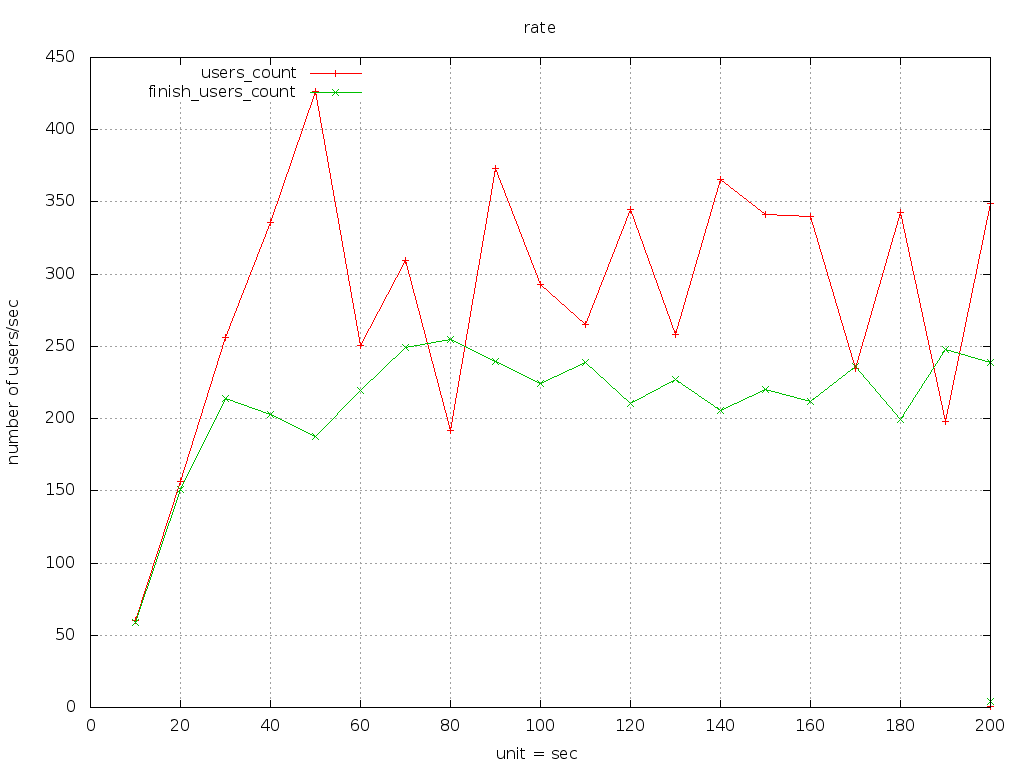 rate
users_count
finish_users_count
450
400
350
300
250
200
150
100
50
0
number of users/sec
0 20 40 60 80 100 120 140 160 180 200
unit = sec